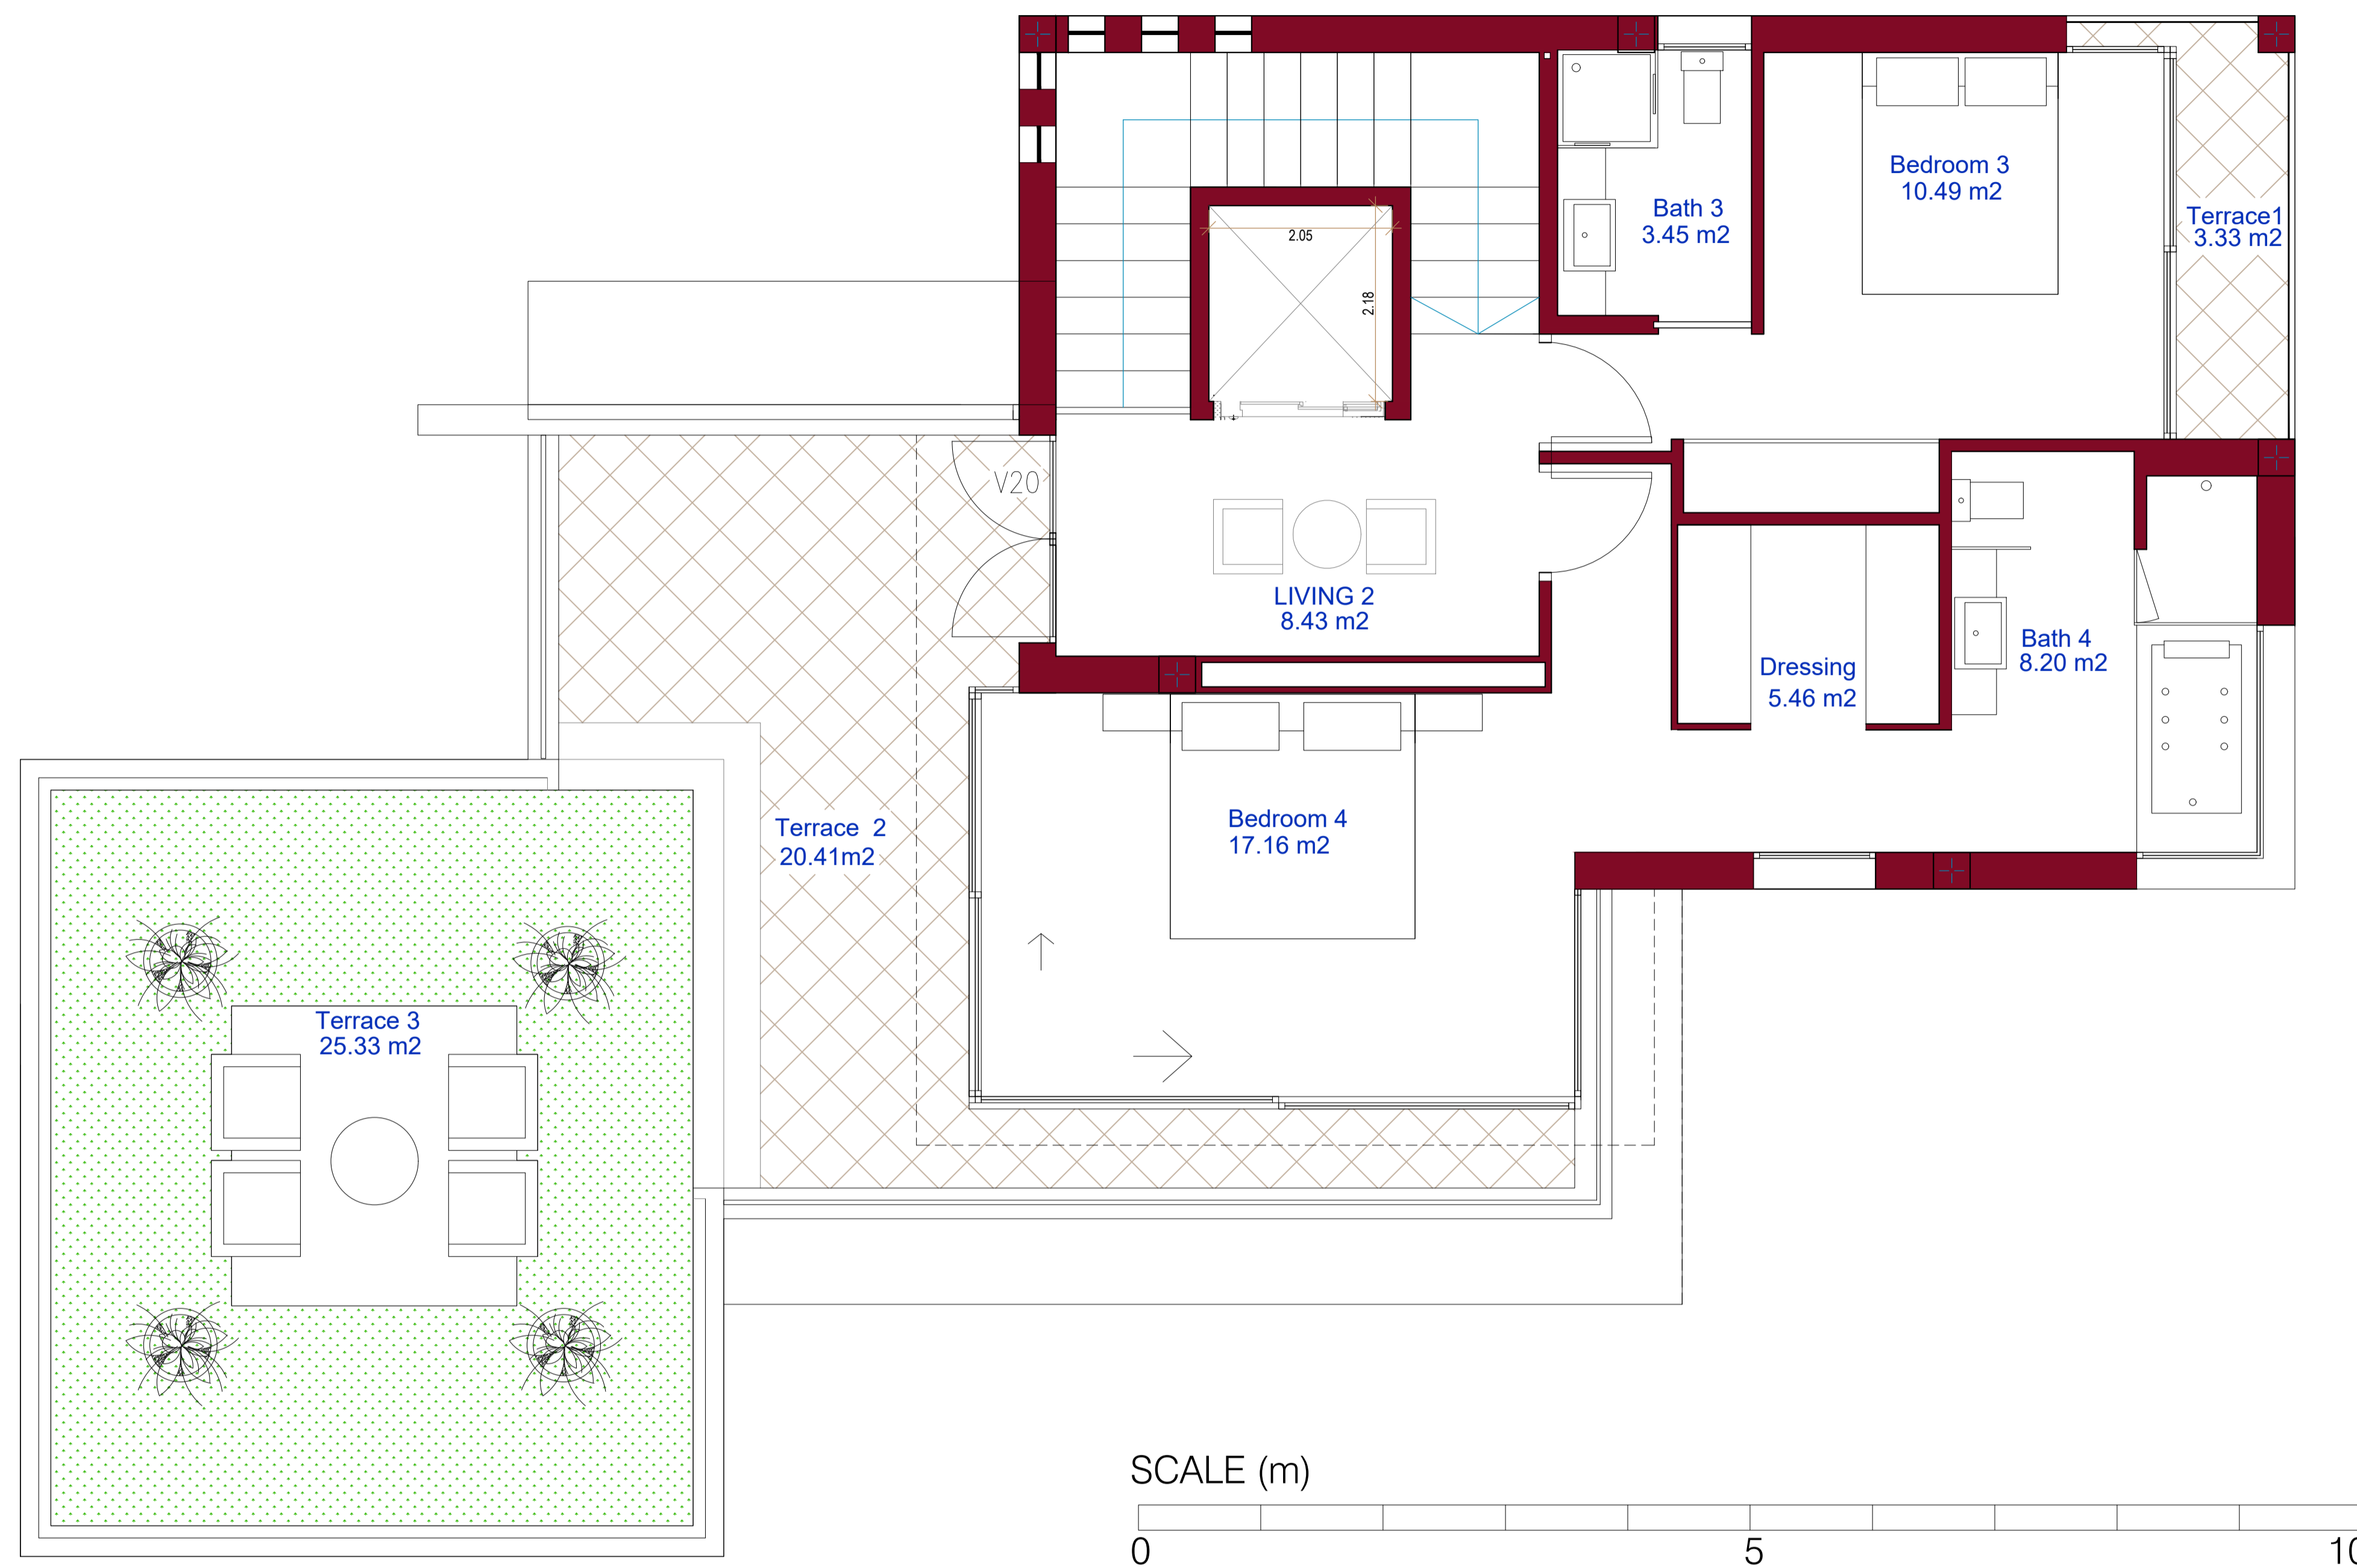 Bedroom 3
10.49 m2
Bath 3
3.45 m2
Terrace1
3.33 m2
2.05
2.18
V20
LIVING 2
8.43 m2
Bath 4
8.20 m2
Dressing
5.46 m2
Bedroom 4
17.16 m2
Terrace 2
20.41m2
Terrace 3
25.33 m2
SCALE (m)
0 5 10